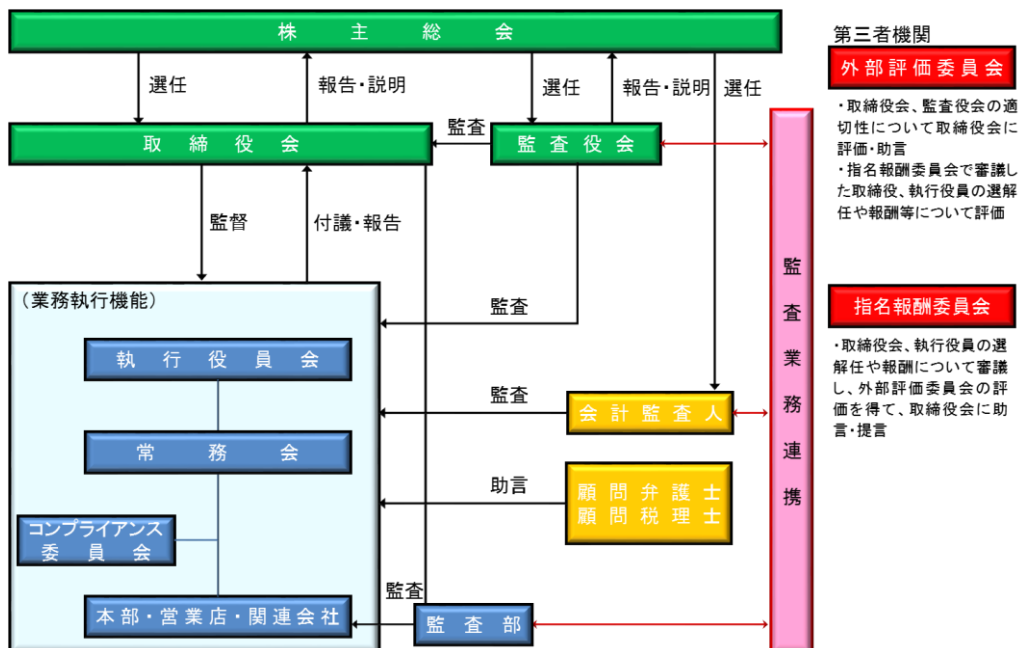 株主総会
第三者機関
外部評価委員会
選任
報告・説明
選任
報告・説明
選任
・取締役会、監査役会の適
切性について取締役会に
評価・助言
・指名報酬委員会で審議し
た取締役、執行役員の選解
任や報酬等について評価
取締役会
監査
監査役会
監督
付議・報告
監査業務連携
(業務執行機能)
監査
指名報酬委員会
・取締役会、執行役員の選
解任や報酬について審議
し、外部評価委員会の評
価を得て、取締役会に助
言・提言
執行役員会
監査
会計監査人
常務会
助言
顧問弁護士
顧問税理士
コンプライアンス
委員会
監査
本部・営業店・関連会社
監査部